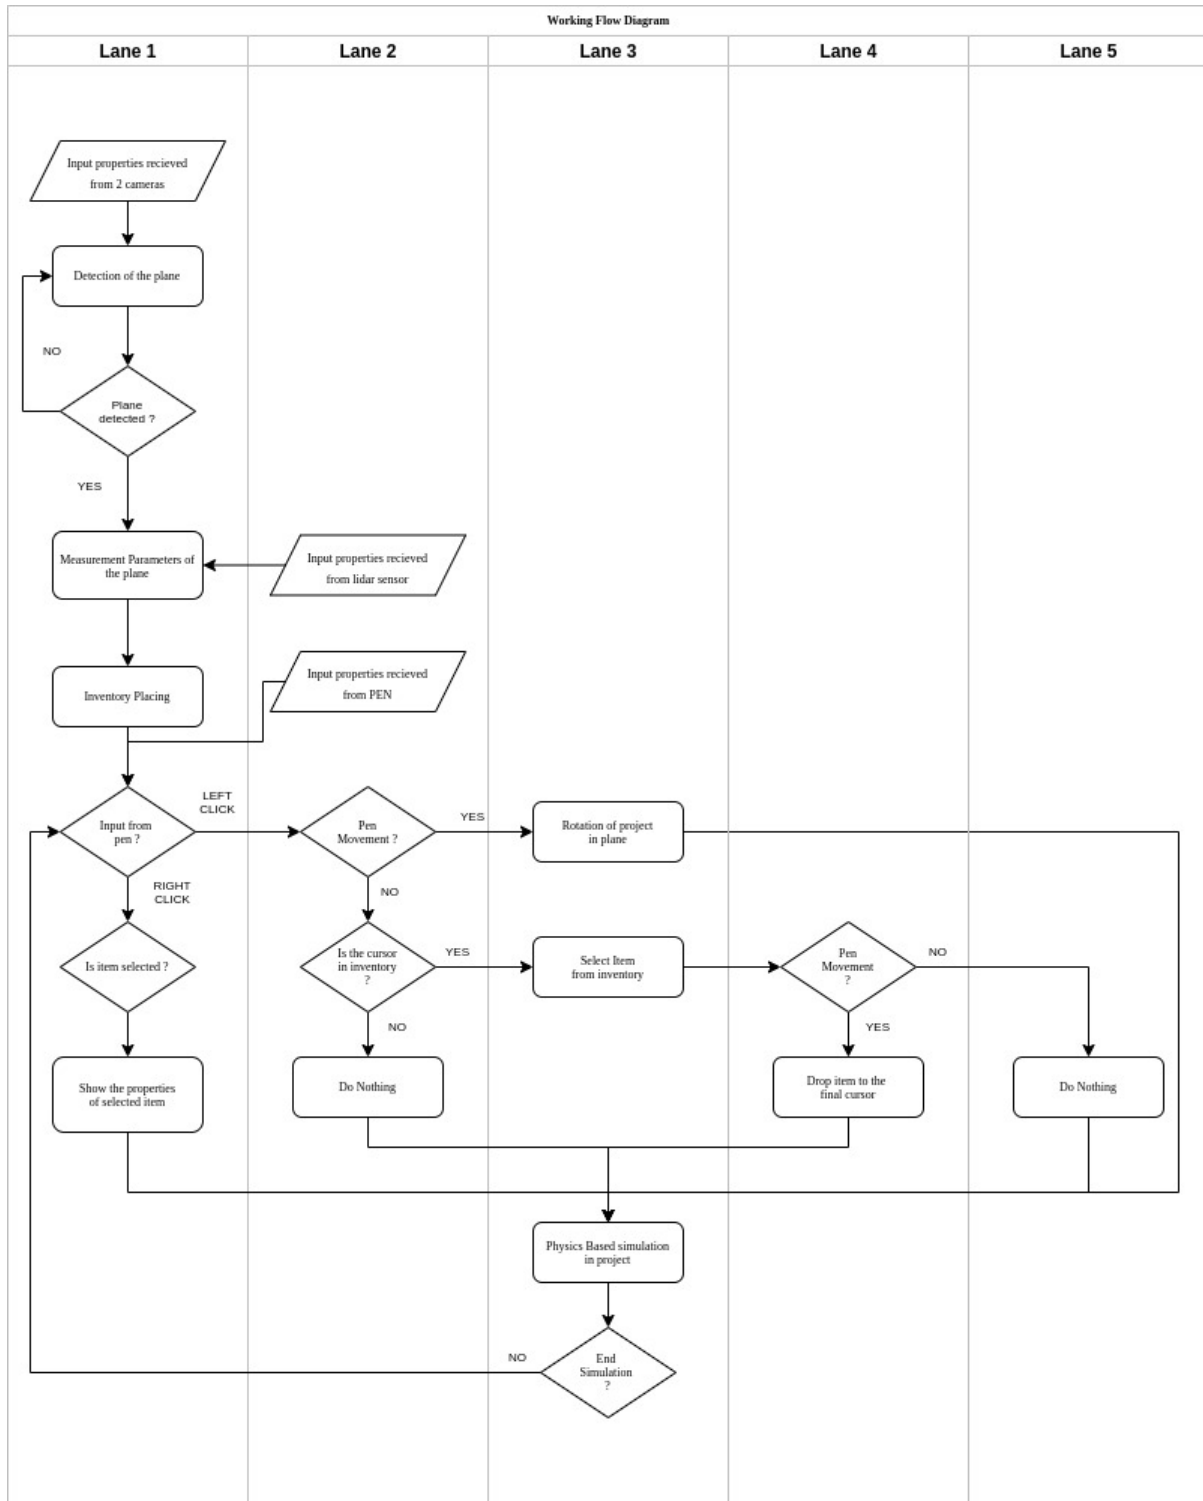 Working Flow Diagram
Lane 1
Lane 2
Lane 3
Lane 4
Lane 5
Input properties recieved
from 2 cameras
Detection of the plane
NO
Plane
detected ?
YES
Measurement Parameters of
the plane
Input properties recieved
from lidar sensor
Inventory Placing
Input properties recieved
from PEN
Input from
pen ?
LEFT
CLICK
Pen
Movement ?
YES
Rotation of project
in plane
RIGHT
CLICK
NO
Is item selected ?
Is the cursor
in inventory
?
YES
Select Item
from inventory
Pen
Movement
?
NO
NO
YES
Show the properties
of selected item
Do Nothing
Drop item to the
final cursor
Do Nothing
Physics Based simulation
in project
NO
End
Simulation
?